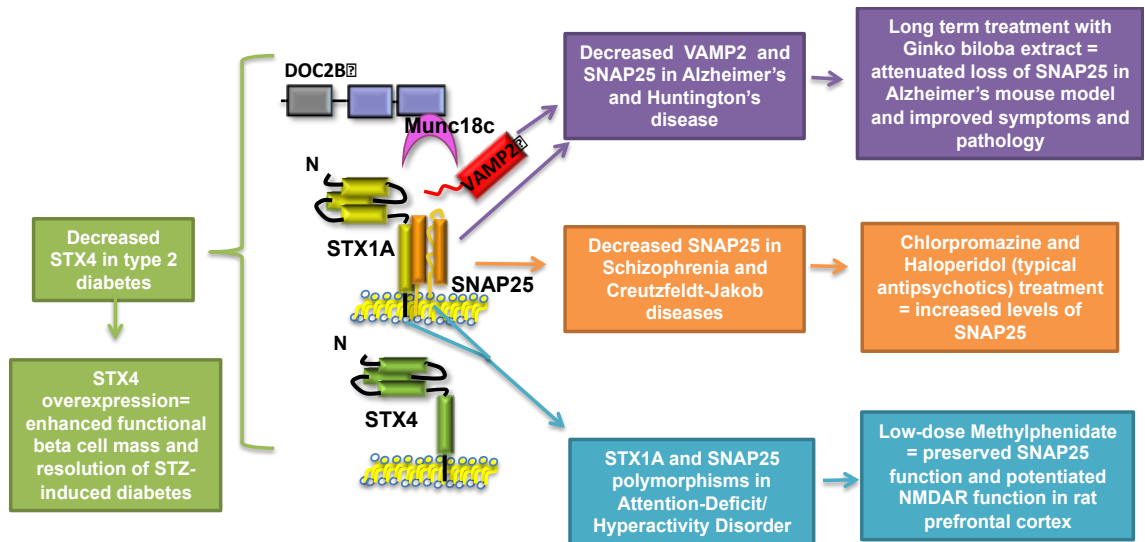 Decreased
STX4 in type 2
diabetes
STX4
overexpression=
enhanced functional
beta cell mass and
resolution of STZ-
induced diabetes
DOC2B
Munc18c
VAMP2
N
STX1A
SNAP25
N
STX4
Decreased VAMP2 and
SNAP25 in Alzheimer's
and Huntington's
disease
Long term treatment with
Ginko biloba extract =
attenuated loss of SNAP25 in
Alzheimer's mouse model
and improved symptoms and
pathology
Decreased SNAP25 in
Schizophrenia and
Creutzfeldt-Jakob
diseases
Chlorpromazine and
Haloperidol (typical
antipsychotics) treatment
= increased levels of
SNAP25
STX1A and SNAP25
polymorphisms in
Attention-Deficit/
Hyperactivity Disorder
Low-dose Methylphenidate
= preserved SNAP25
function and potentiated
NMDAR function in rat
prefrontal cortex